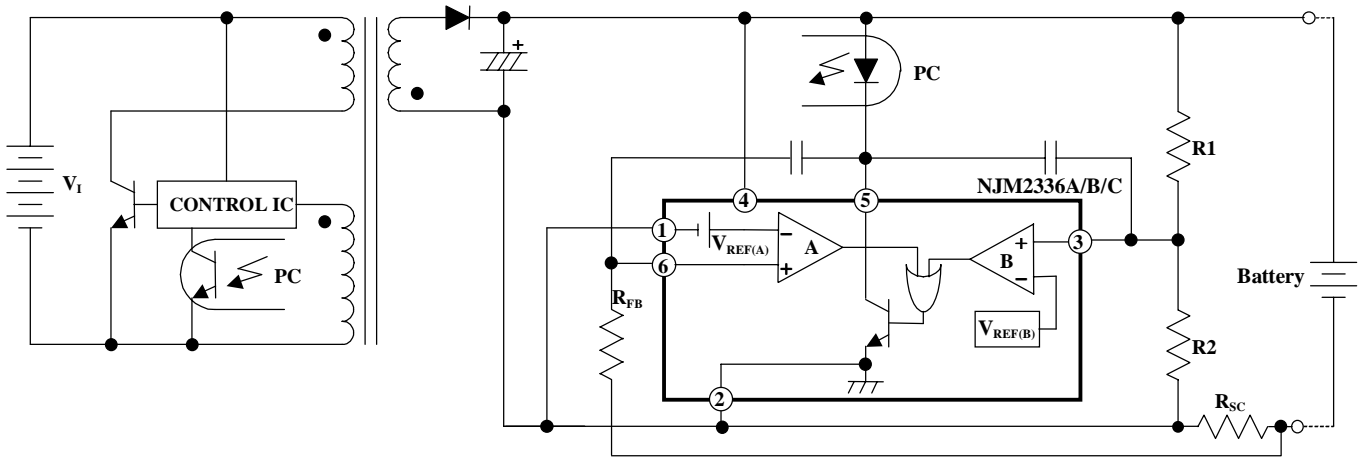 +
PC
R1
V_I
NJM2336A/B/C
CONTROL IC
4
5
1
V_REF(A)
−
A
+
B
3
6
+
−
PC
Battery
R_FB
V_REF(B)
R2
2
R_SC